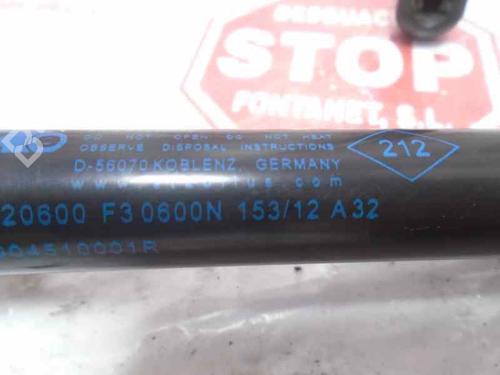 DESGUACE
STOP
FONTANET, S.L.
DO NOT OPEN DO NOT HEAT
OBSERVE DISPOSAL INSTRUCTIONS
D-56070 KOBLENZ, GERMANY
212
20600 F3 0600N 153/12 A32
904510001R